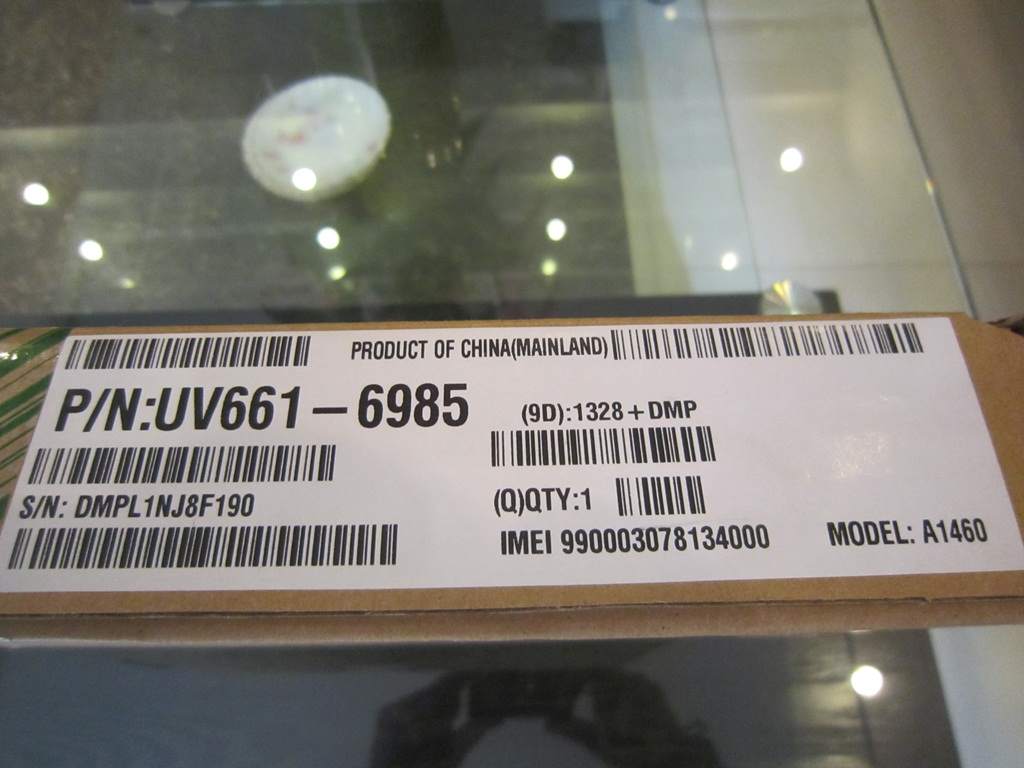 PRODUCT OF CHINA(MAINLAND)
P/N:UV661-6985
(9D):1328+DMP
S/N: DMPL1NJ8F190
(Q)QTY:1
IMEI 990003078134000
MODEL: A1460